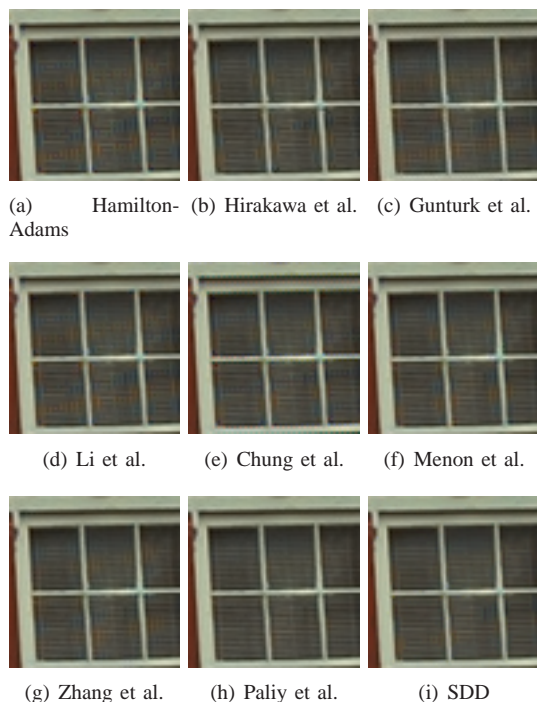 (a) Hamilton-
Adams
(b) Hirakawa et al.
(c) Gunturk et al.
(d) Li et al.
(e) Chung et al.
(f) Menon et al.
(g) Zhang et al.
(h) Paliy et al.
(i) SDD